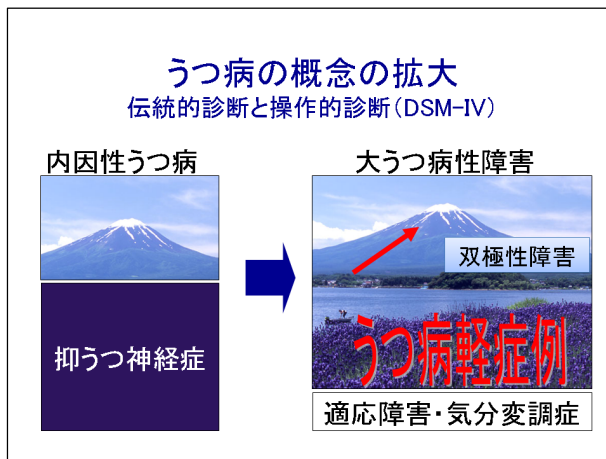 うつ病の概念の拡大
伝統的診断と操作的診断(DSM-IV)
内因性うつ病
大うつ病性障害
双極性障害
抑うつ神経症
うつ病軽症例
適応障害・気分変調症